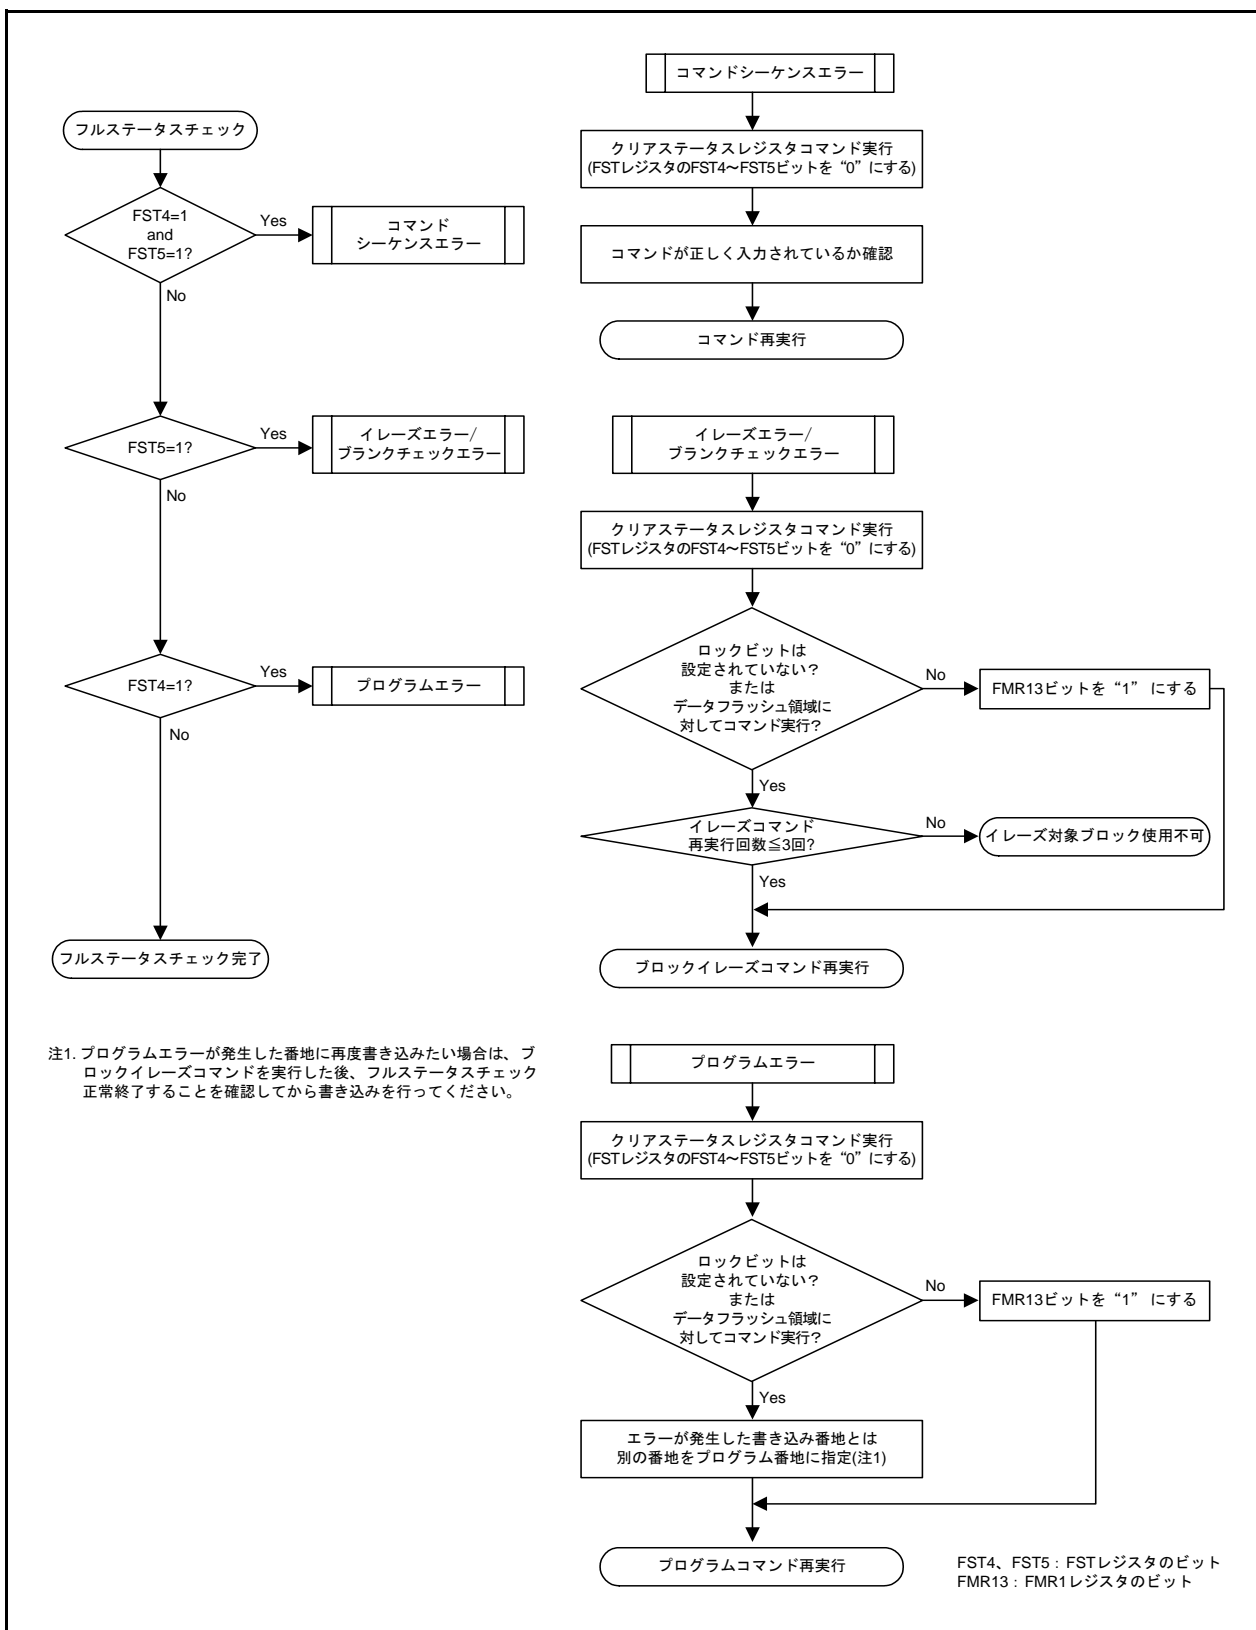 フルステータスチェック
FST4=1
and
FST5=1?
Yes
コマンド
シーケンスエラー
No
FST5=1?
Yes
イレーズエラー/
ブランクチェックエラー
No
FST4=1?
Yes
プログラムエラー
No
フルステータスチェック完了
注1. プログラムエラーが発生した番地に再度書き込みたい場合は、ブ
ロックイレーズコマンドを実行した後、フルステータスチェック
正常終了することを確認してから書き込みを行ってください。
コマンドシーケンスエラー
クリアステータスレジスタコマンド実行
(FSTレジスタのFST4〜FST5ビットを“0”にする)
コマンドが正しく入力されているか確認
コマンド再実行
イレーズエラー/
ブランクチェックエラー
クリアステータスレジスタコマンド実行
(FSTレジスタのFST4〜FST5ビットを“0”にする)
ロックビットは
設定されていない?
または
データフラッシュ領域に
対してコマンド実行?
No
FMR13ビットを“1” にする
Yes
イレーズコマンド
再実行回数≦3回?
No
イレーズ対象ブロック使用不可
Yes
ブロックイレーズコマンド再実行
プログラムエラー
クリアステータスレジスタコマンド実行
(FSTレジスタのFST4〜FST5ビットを“0”にする)
ロックビットは
設定されていない?
または
データフラッシュ領域に
対してコマンド実行?
No
FMR13ビットを“1” にする
Yes
エラーが発生した書き込み番地とは
別の番地をプログラム番地に指定(注1)
プログラムコマンド再実行
FST4、FST5 : FSTレジスタのビット
FMR13 : FMR1レジスタのビット